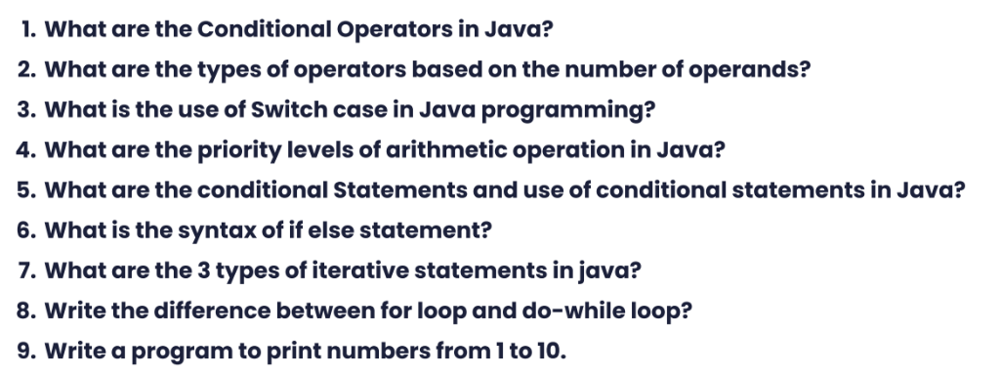 1. What are the Conditional Operators in Java?
2. What are the types of operators based on the number of operands?
3. What is the use of Switch case in Java programming?
4. What are the priority levels of arithmetic operation in Java?
5. What are the conditional Statements and use of conditional statements in Java?
6. What is the syntax of if else statement?
7. What are the 3 types of iterative statements in java?
8. Write the difference between for loop and do-while loop?
9. Write a program to print numbers from 1 to 10.